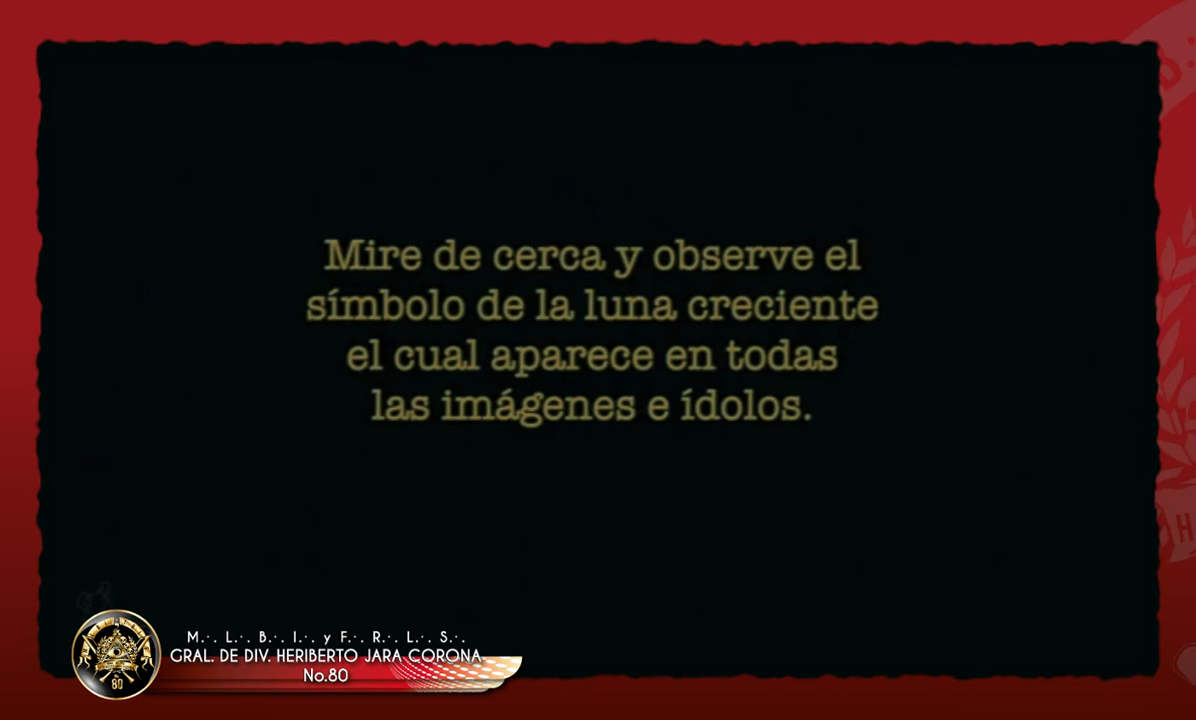 Mire de cerca y observe el
símbolo de la luna creciente
el cual aparece en todas
las imágenes e ídolos.
M∴ L∴ B∴ I∴ y F∴ R∴ L∴ S∴
GRAL. DE DIV. HERIBERTO JARA CORONA
No.80
80
H